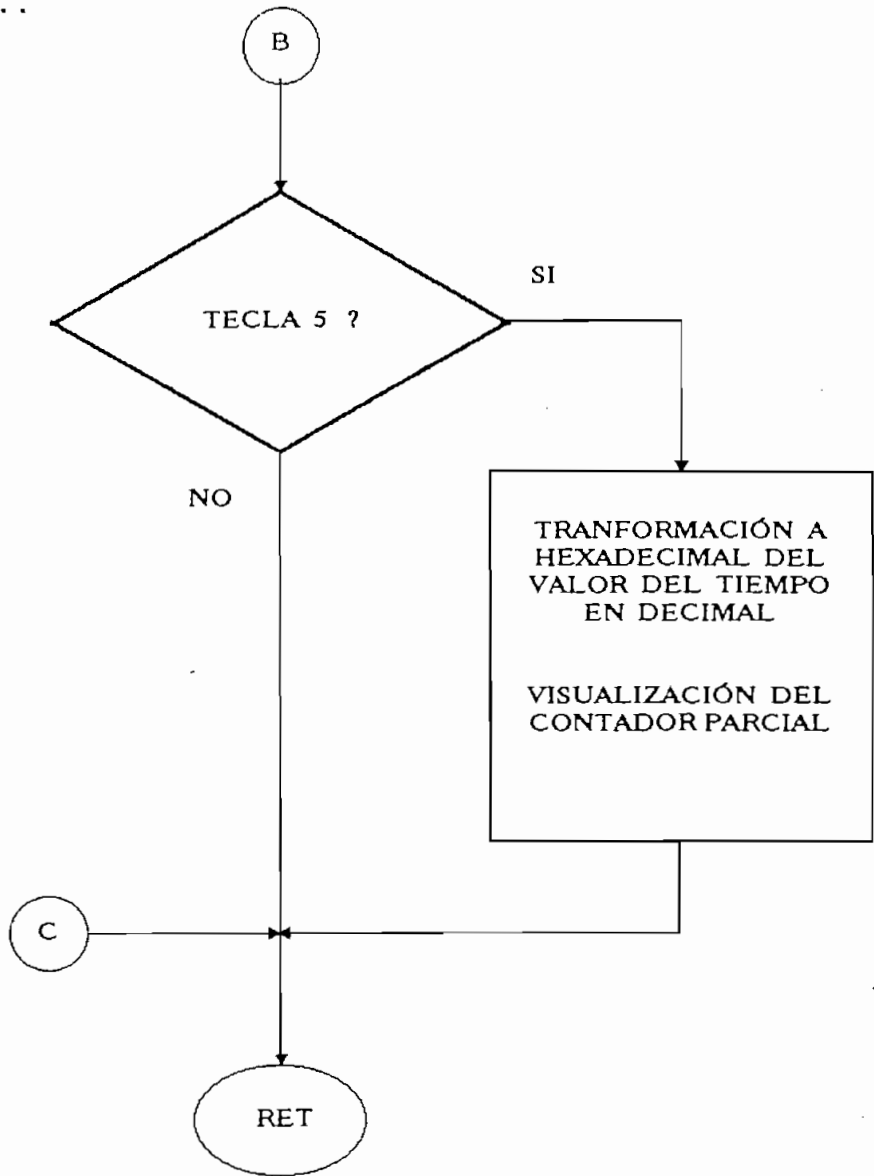 B
TECLA 5 ?
SI
NO
TRANFORMACIÓN A
HEXADECIMAL DEL
VALOR DEL TIEMPO
EN DECIMAL
VISUALIZACIÓN DEL
CONTADOR PARCIAL
C
RET